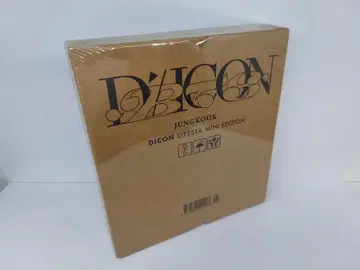 D'ICON
JUNGKOOK
DICON D'FESTA MINI EDITION